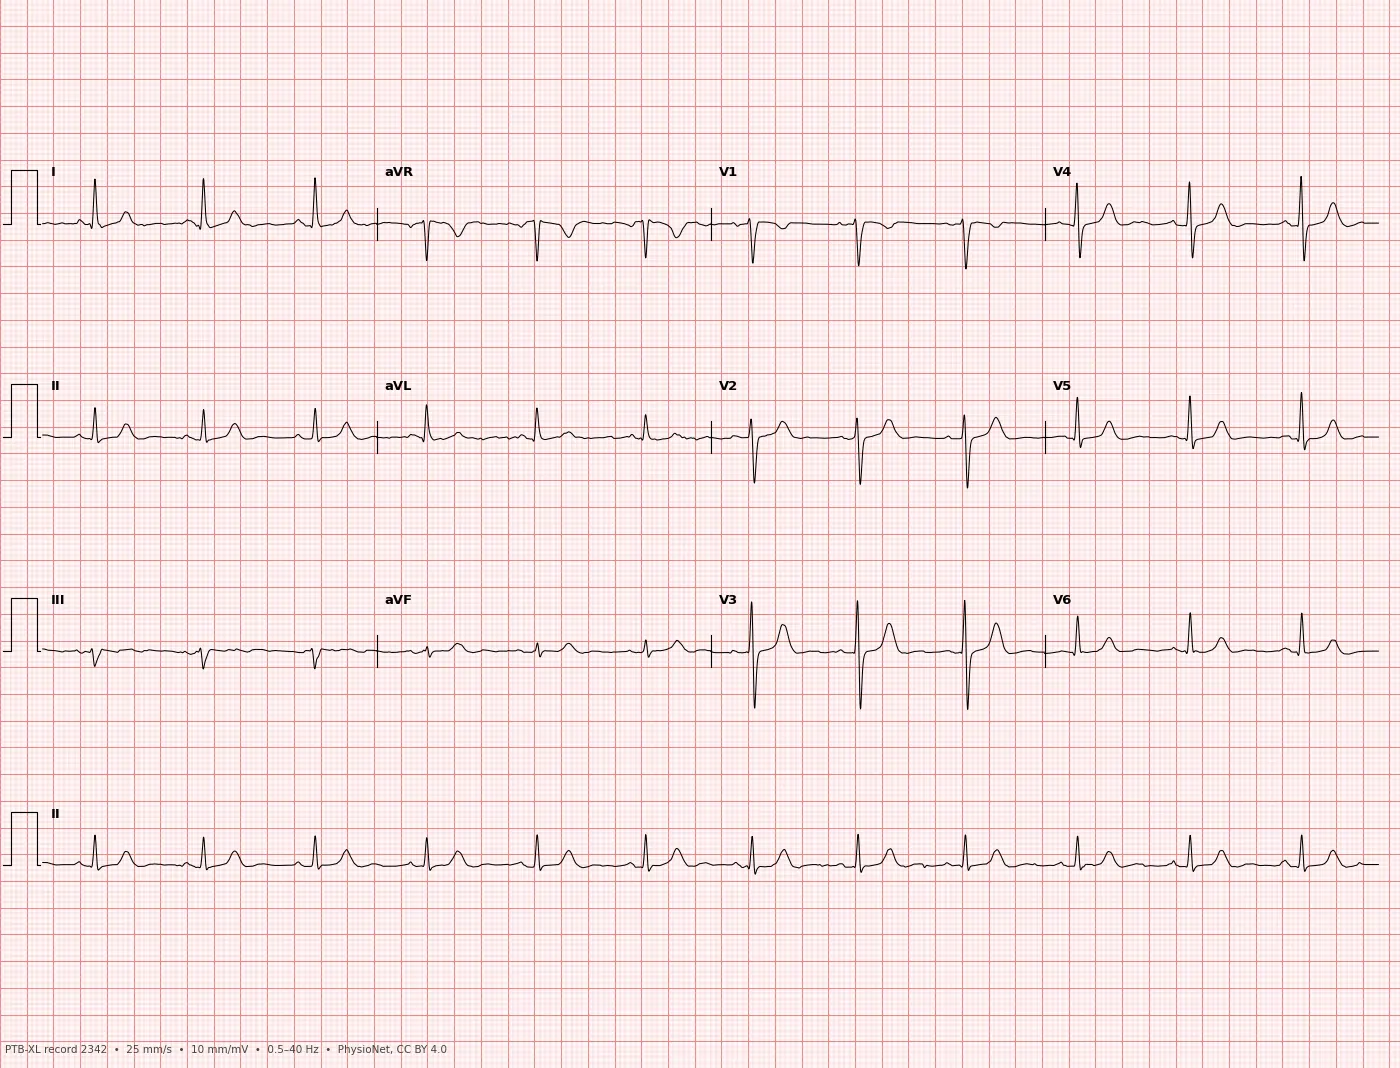 I aVR V1 V4
II aVL V2 V5
III aVF V3 V6
II
PTB-XL record 2342 • 25 mm/s • 10 mm/mV • 0.5–40 Hz • PhysioNet, CC BY 4.0